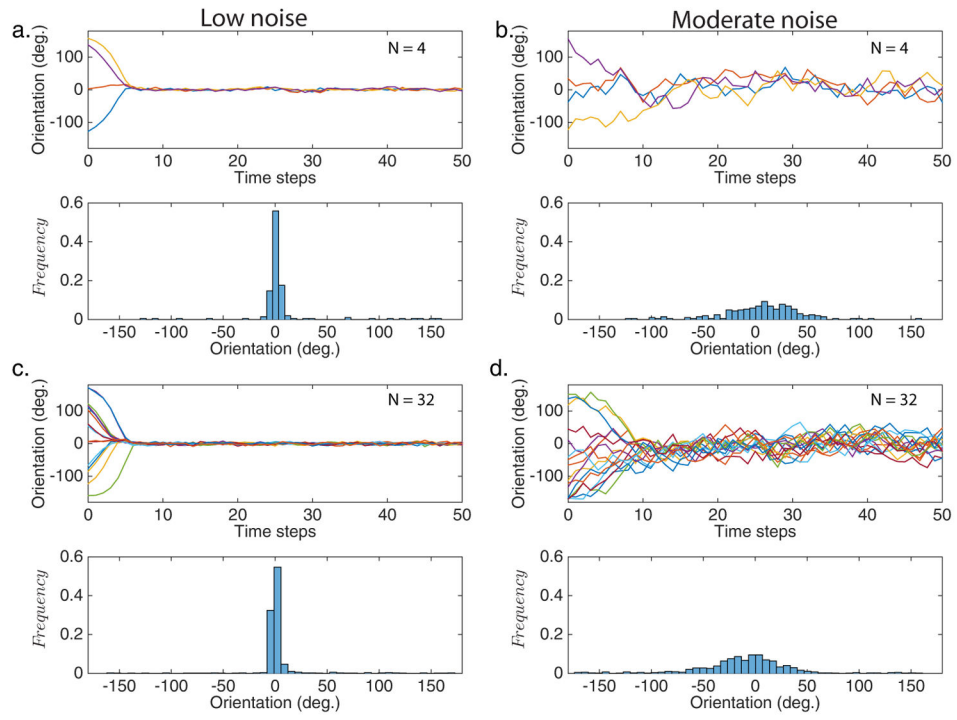 Low noise
Moderate noise
a.
N = 4
Orientation (deg.)
100
0
-100
0 10 20 30 40 50
Time steps
Frequency
0.6
0.4
0.2
0
-150 -100 -50 0 50 100 150
Orientation (deg.)
b.
N = 4
Orientation (deg.)
100
0
-100
0 10 20 30 40 50
Time steps
Frequency
0.6
0.4
0.2
0
-150 -100 -50 0 50 100 150
Orientation (deg.)
c.
N = 32
Orientation (deg.)
100
0
-100
0 10 20 30 40 50
Time steps
Frequency
0.6
0.4
0.2
0
-150 -100 -50 0 50 100 150
Orientation (deg.)
d.
N = 32
Orientation (deg.)
100
0
-100
0 10 20 30 40 50
Time steps
Frequency
0.6
0.4
0.2
0
-150 -100 -50 0 50 100 150
Orientation (deg.)